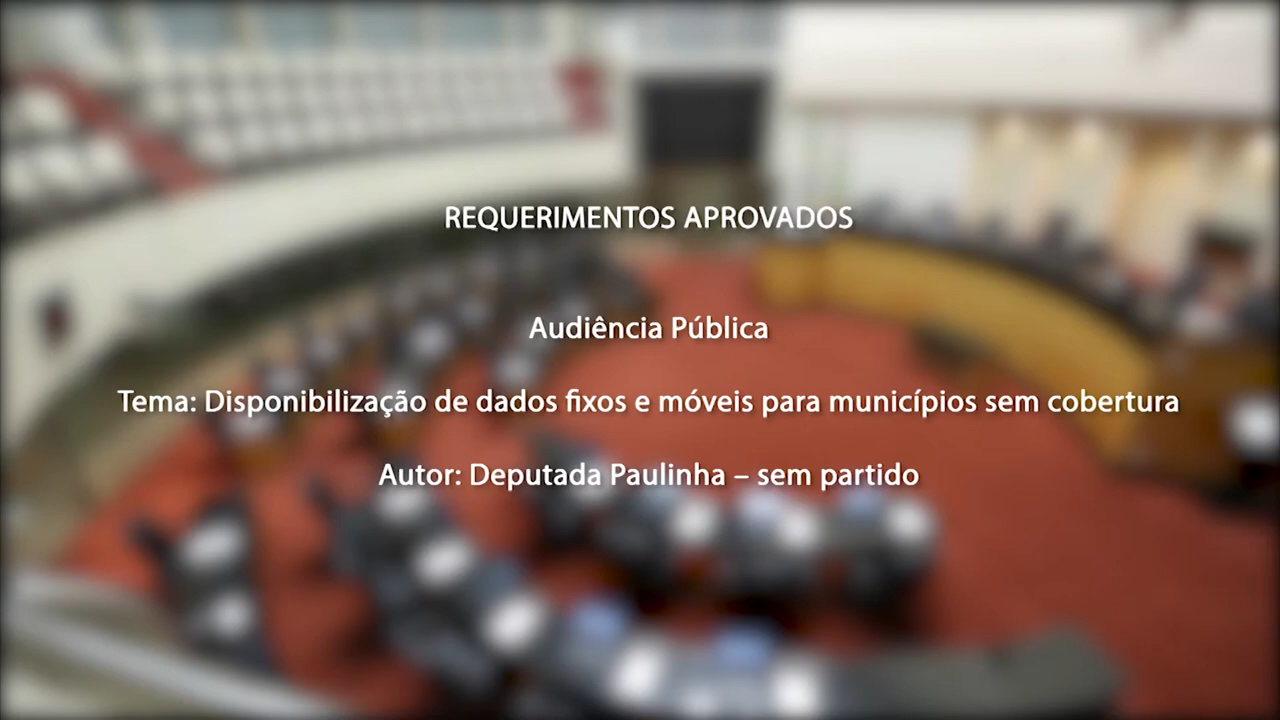 REQUERIMENTOS APROVADOS
Audiência Pública
Tema: Disponibilização de dados fixos e móveis para municípios sem cobertura
Autor: Deputada Paulinha – sem partido